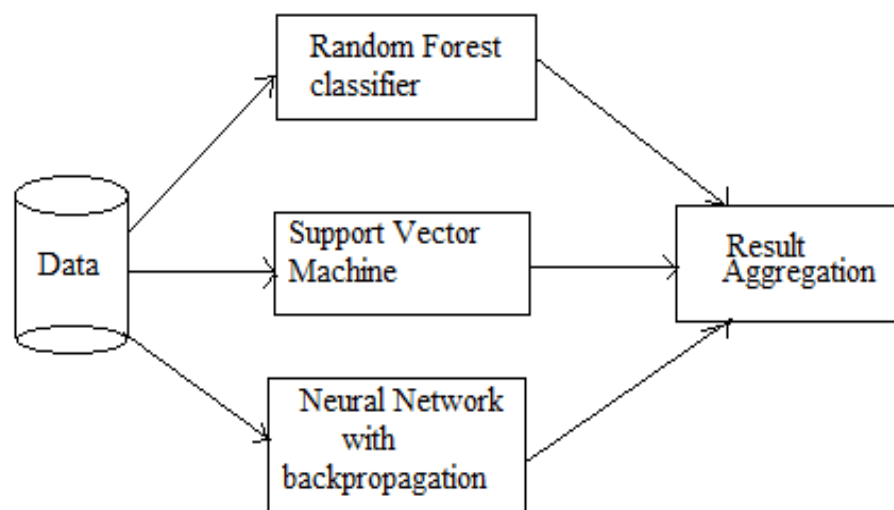 Random Forest
classifier
Data
Support Vector
Machine
Neural Network
with
backpropagation
Result
Aggregation